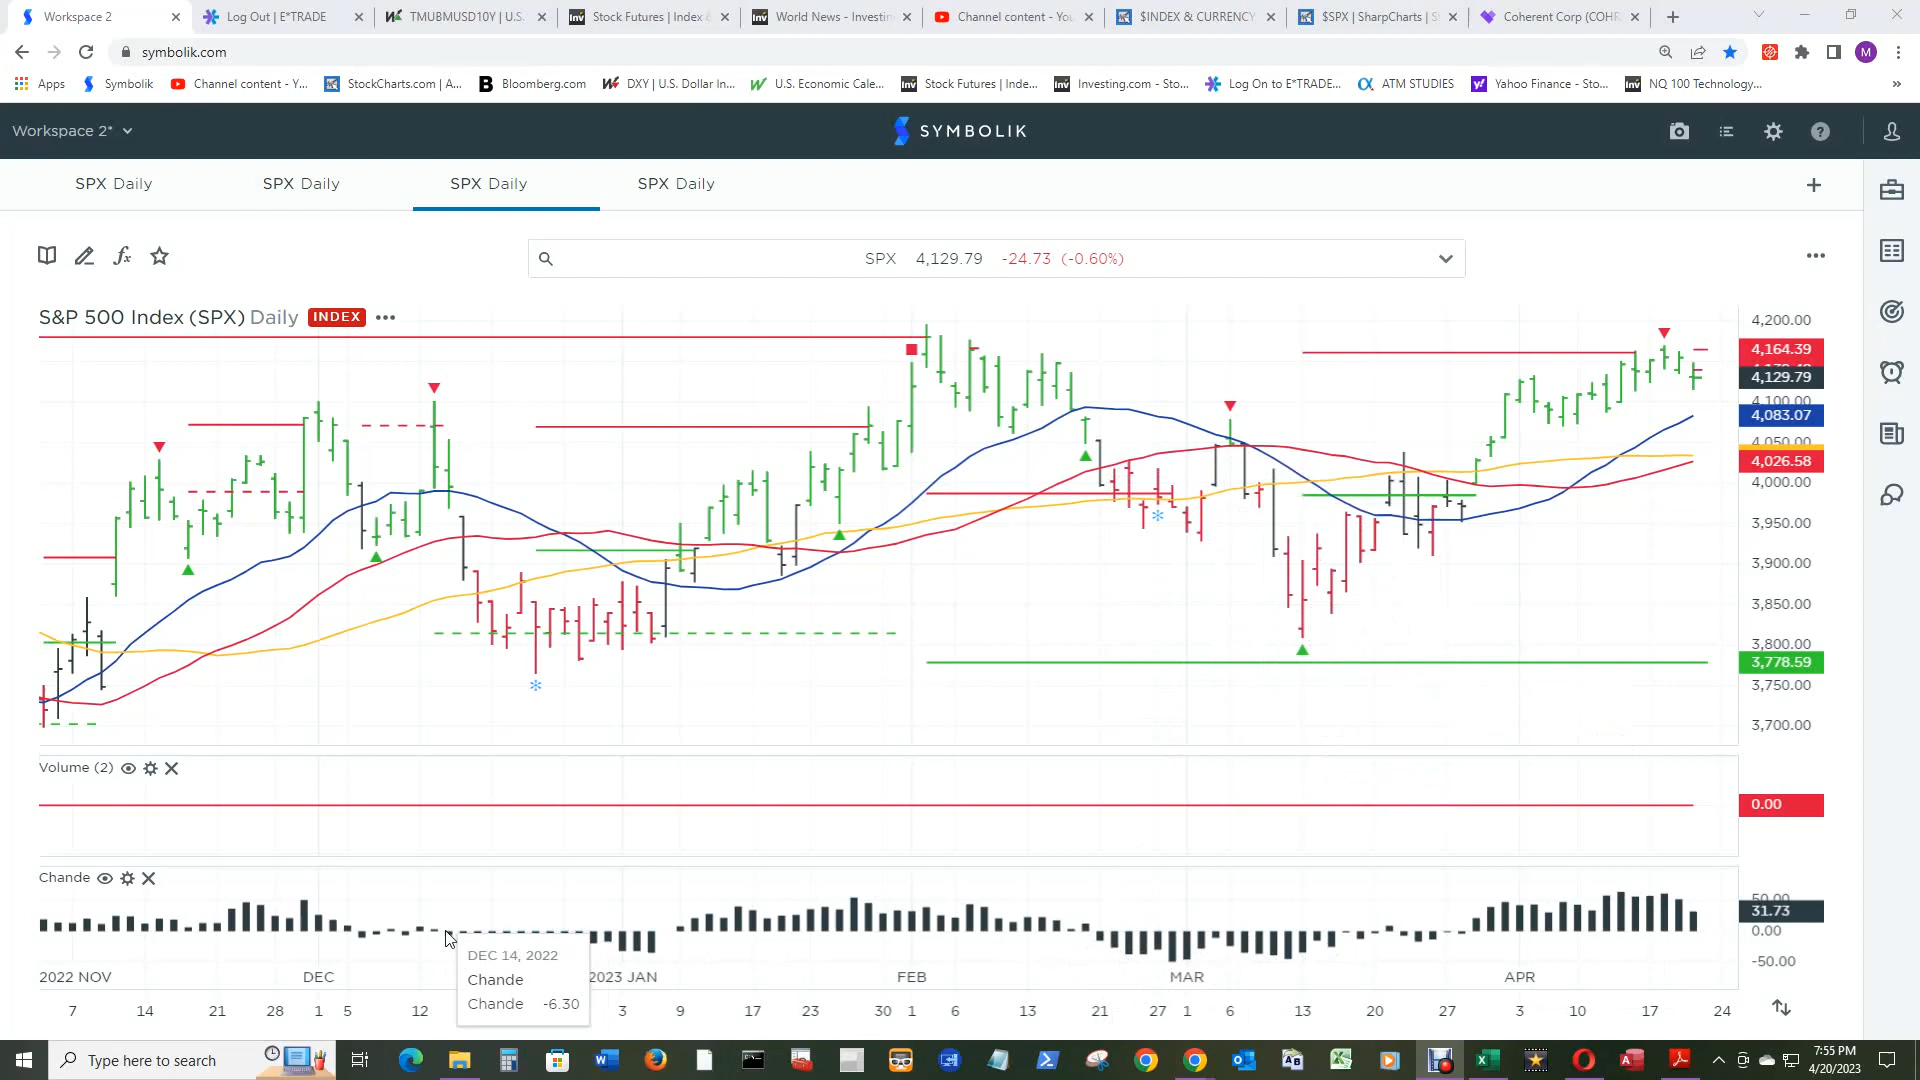 Workspace 2
Log Out | E*TRADE
TMUBMUSD10Y | U.S.
Stock Futures | Index &
World News - Investin
Channel content - You
$INDEX & CURRENCY
$SPX | SharpCharts | S
Coherent Corp (COHR
symbolik.com
M
Apps
Symbolik
Channel content - Y...
StockCharts.com | A...
Bloomberg.com
DXY | U.S. Dollar In...
U.S. Economic Cale...
Stock Futures | Inde...
Investing.com - Sto...
Log On to E*TRADE...
ATM STUDIES
Yahoo Finance - Sto...
NQ 100 Technology...
»
Workspace 2*
SYMBOLIK
SPX Daily
SPX Daily
SPX Daily
SPX Daily
SPX 4,129.79 -24.73 (-0.60%)
S&P 500 Index (SPX) Daily INDEX
4,200.00
4,164.39
4,129.79
4,100.00
4,083.07
4,050.00
4,026.58
4,000.00
3,950.00
3,900.00
3,850.00
3,800.00
3,778.59
3,750.00
3,700.00
Volume (2)
0.00
Chande
50.00
31.73
0.00
-50.00
DEC 14, 2022
Chande
Chande -6.30
2022 NOV DEC 2023 JAN FEB MAR APR
7 14 21 28 1 5 12 3 9 17 23 30 1 6 13 21 27 1 6 13 20 27 3 10 17 24
Type here to search
7:55 PM
4/20/2023